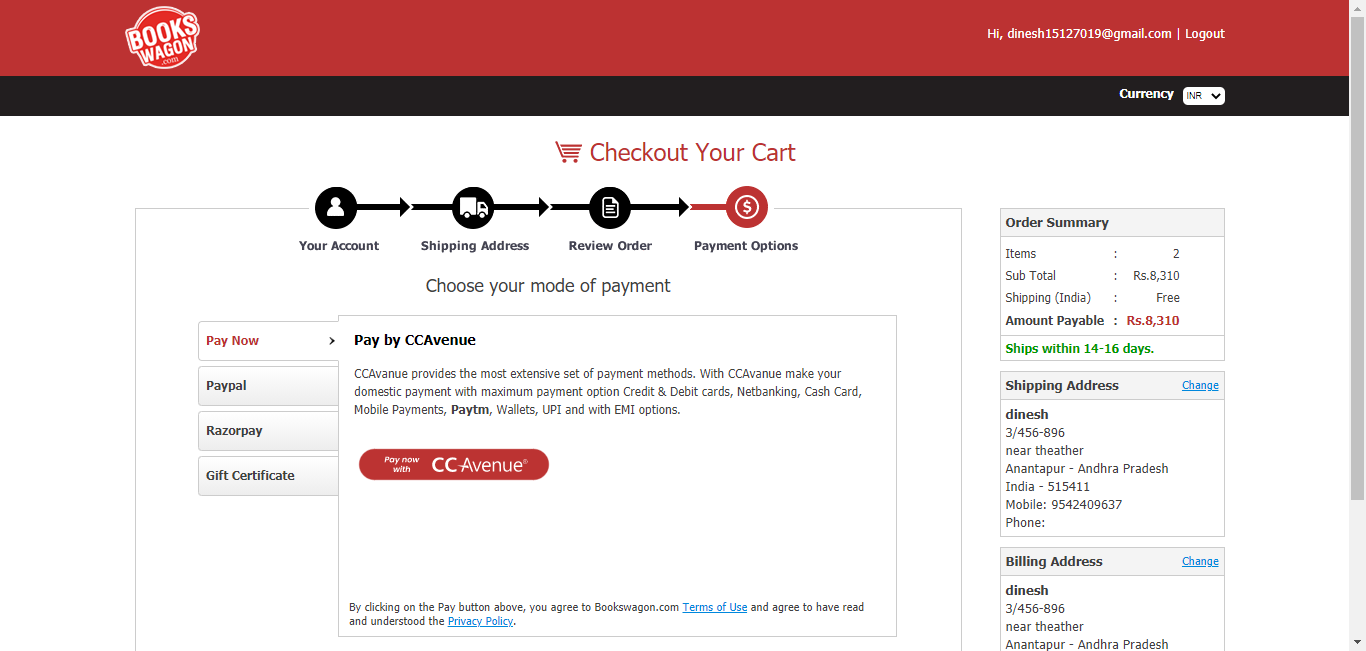 BOOKS
WAGON
.com
Hi, dinesh15127019@gmail.com | Logout
Currency INR
Checkout Your Cart
Your Account
Shipping Address
Review Order
Payment Options
Choose your mode of payment
Pay Now
Paypal
Razorpay
Gift Certificate
Pay by CCAvenue
CCAvanue provides the most extensive set of payment methods. With CCAvanue make your
domestic payment with maximum payment option Credit & Debit cards, Netbanking, Cash Card,
Mobile Payments, Paytm, Wallets, UPI and with EMI options.
Pay now
with
CCAvenue®
By clicking on the Pay button above, you agree to Bookswagon.com Terms of Use and agree to have read
and understood the Privacy Policy.
Order Summary
Items : 2
Sub Total : Rs.8,310
Shipping (India) : Free
Amount Payable : Rs.8,310
Ships within 14-16 days.
Shipping Address Change
dinesh
3/456-896
near theather
Anantapur - Andhra Pradesh
India - 515411
Mobile: 9542409637
Phone:
Billing Address Change
dinesh
3/456-896
near theather
Anantapur - Andhra Pradesh